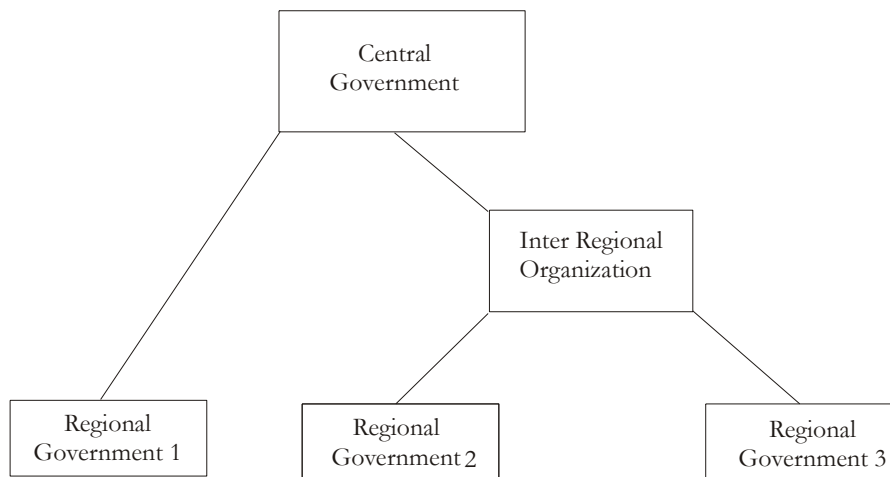 Central
Government
Inter Regional
Organization
Regional
Government 1
Regional
Government 2
Regional
Government 3